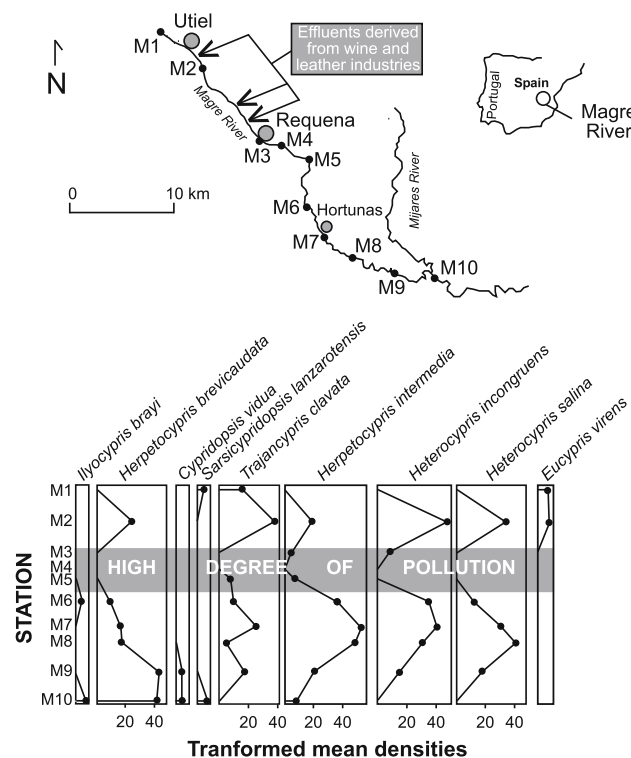 Utiel
M1
M2
N
Effluents derived
from wine and
leather industries
Magre River
Requena
M3
M4
M5
0
10 km
M6
Hortunas
M7
M8
M9
M10
Mijares River
Portugal
Spain
Magre
River
Ilyocypris brayi
Herpetocypris brevicaudata
Cypridopsis vidua
Sarsicypridopsis lanzarotensis
Trajancypris clavata
Herpetocypris intermedia
Heterocypris incongruens
Heterocypris salina
Eucypris virens
STATION
M1
M2
M3
M4
M5
M6
M7
M8
M9
M10
HIGH DEGREE OF POLLUTION
20 40 20 40 20 40 20 40 20 40
Tranformed mean densities